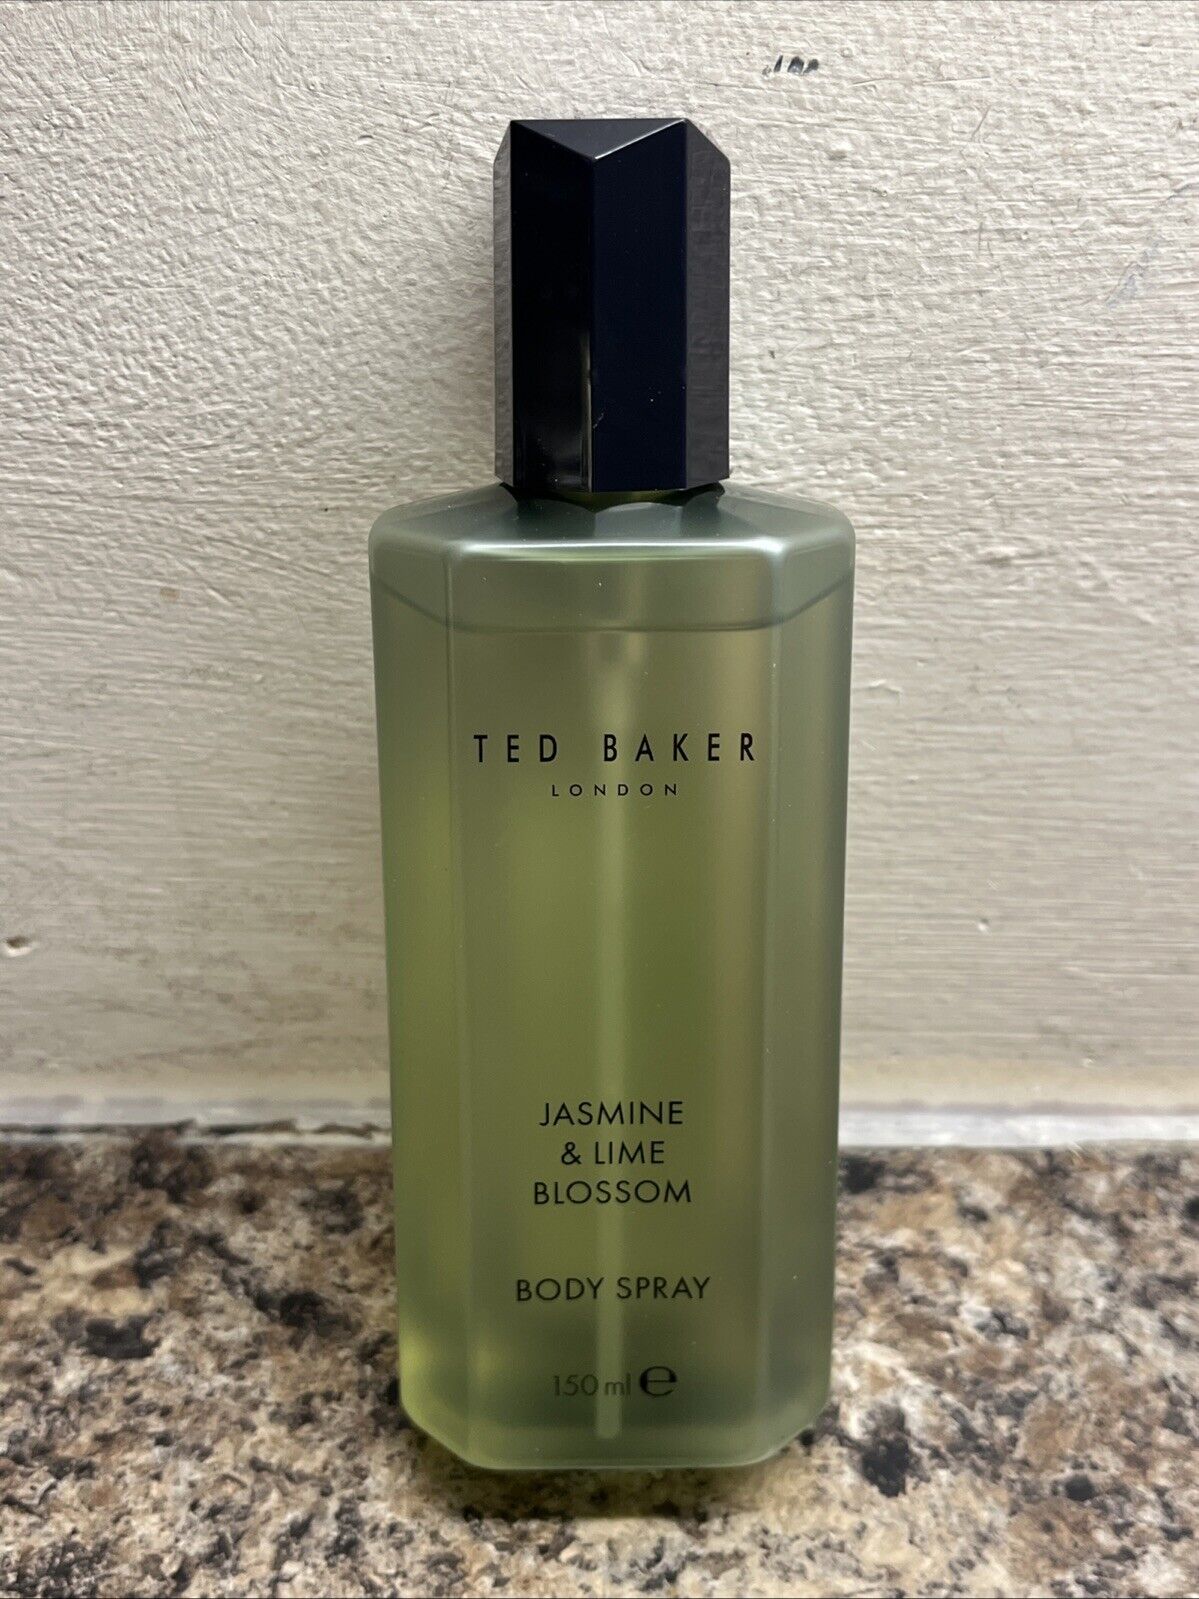 TED BAKER
LONDON
JASMINE
& LIME
BLOSSOM
BODY SPRAY
150 ml ℮